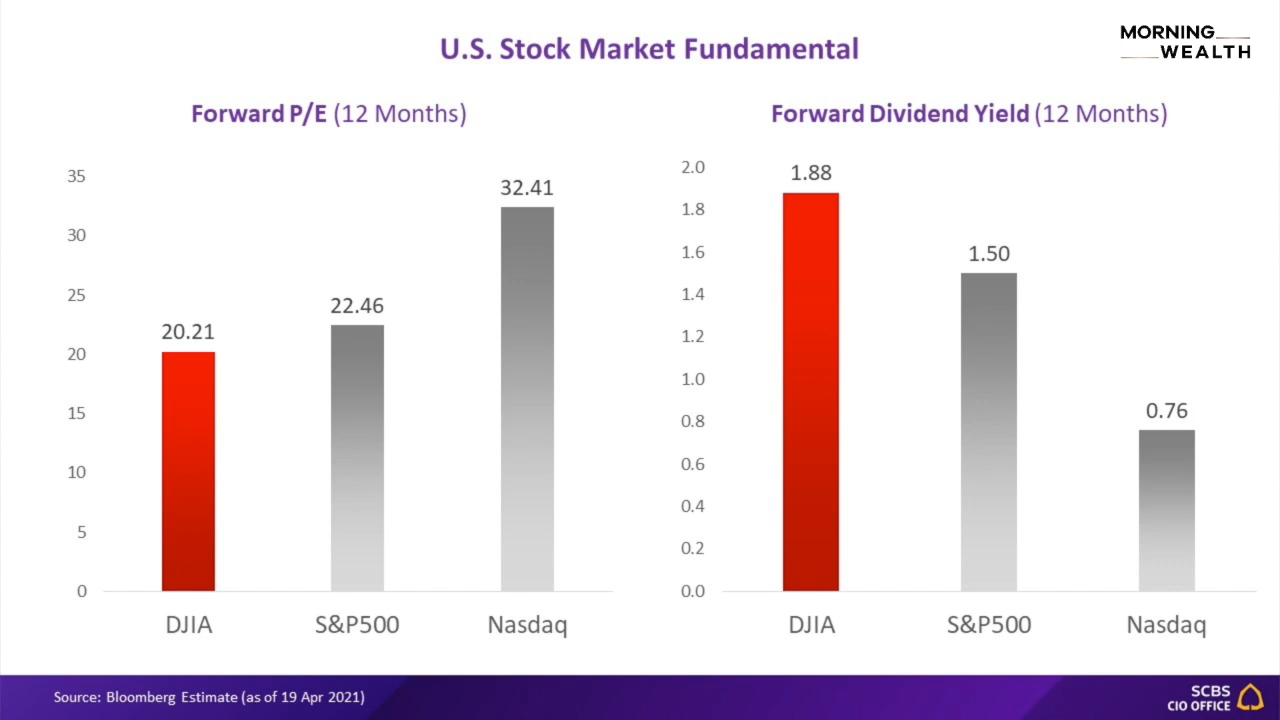 U.S. Stock Market Fundamental
MORNING
WEALTH
Forward P/E (12 Months)
35
30
25
20
15
10
5
0
20.21
22.46
32.41
DJIA
S&P500
Nasdaq
Forward Dividend Yield (12 Months)
2.0
1.8
1.6
1.4
1.2
1.0
0.8
0.6
0.4
0.2
0.0
1.88
1.50
0.76
DJIA
S&P500
Nasdaq
Source: Bloomberg Estimate (as of 19 Apr 2021)
SCBS
CIO OFFICE